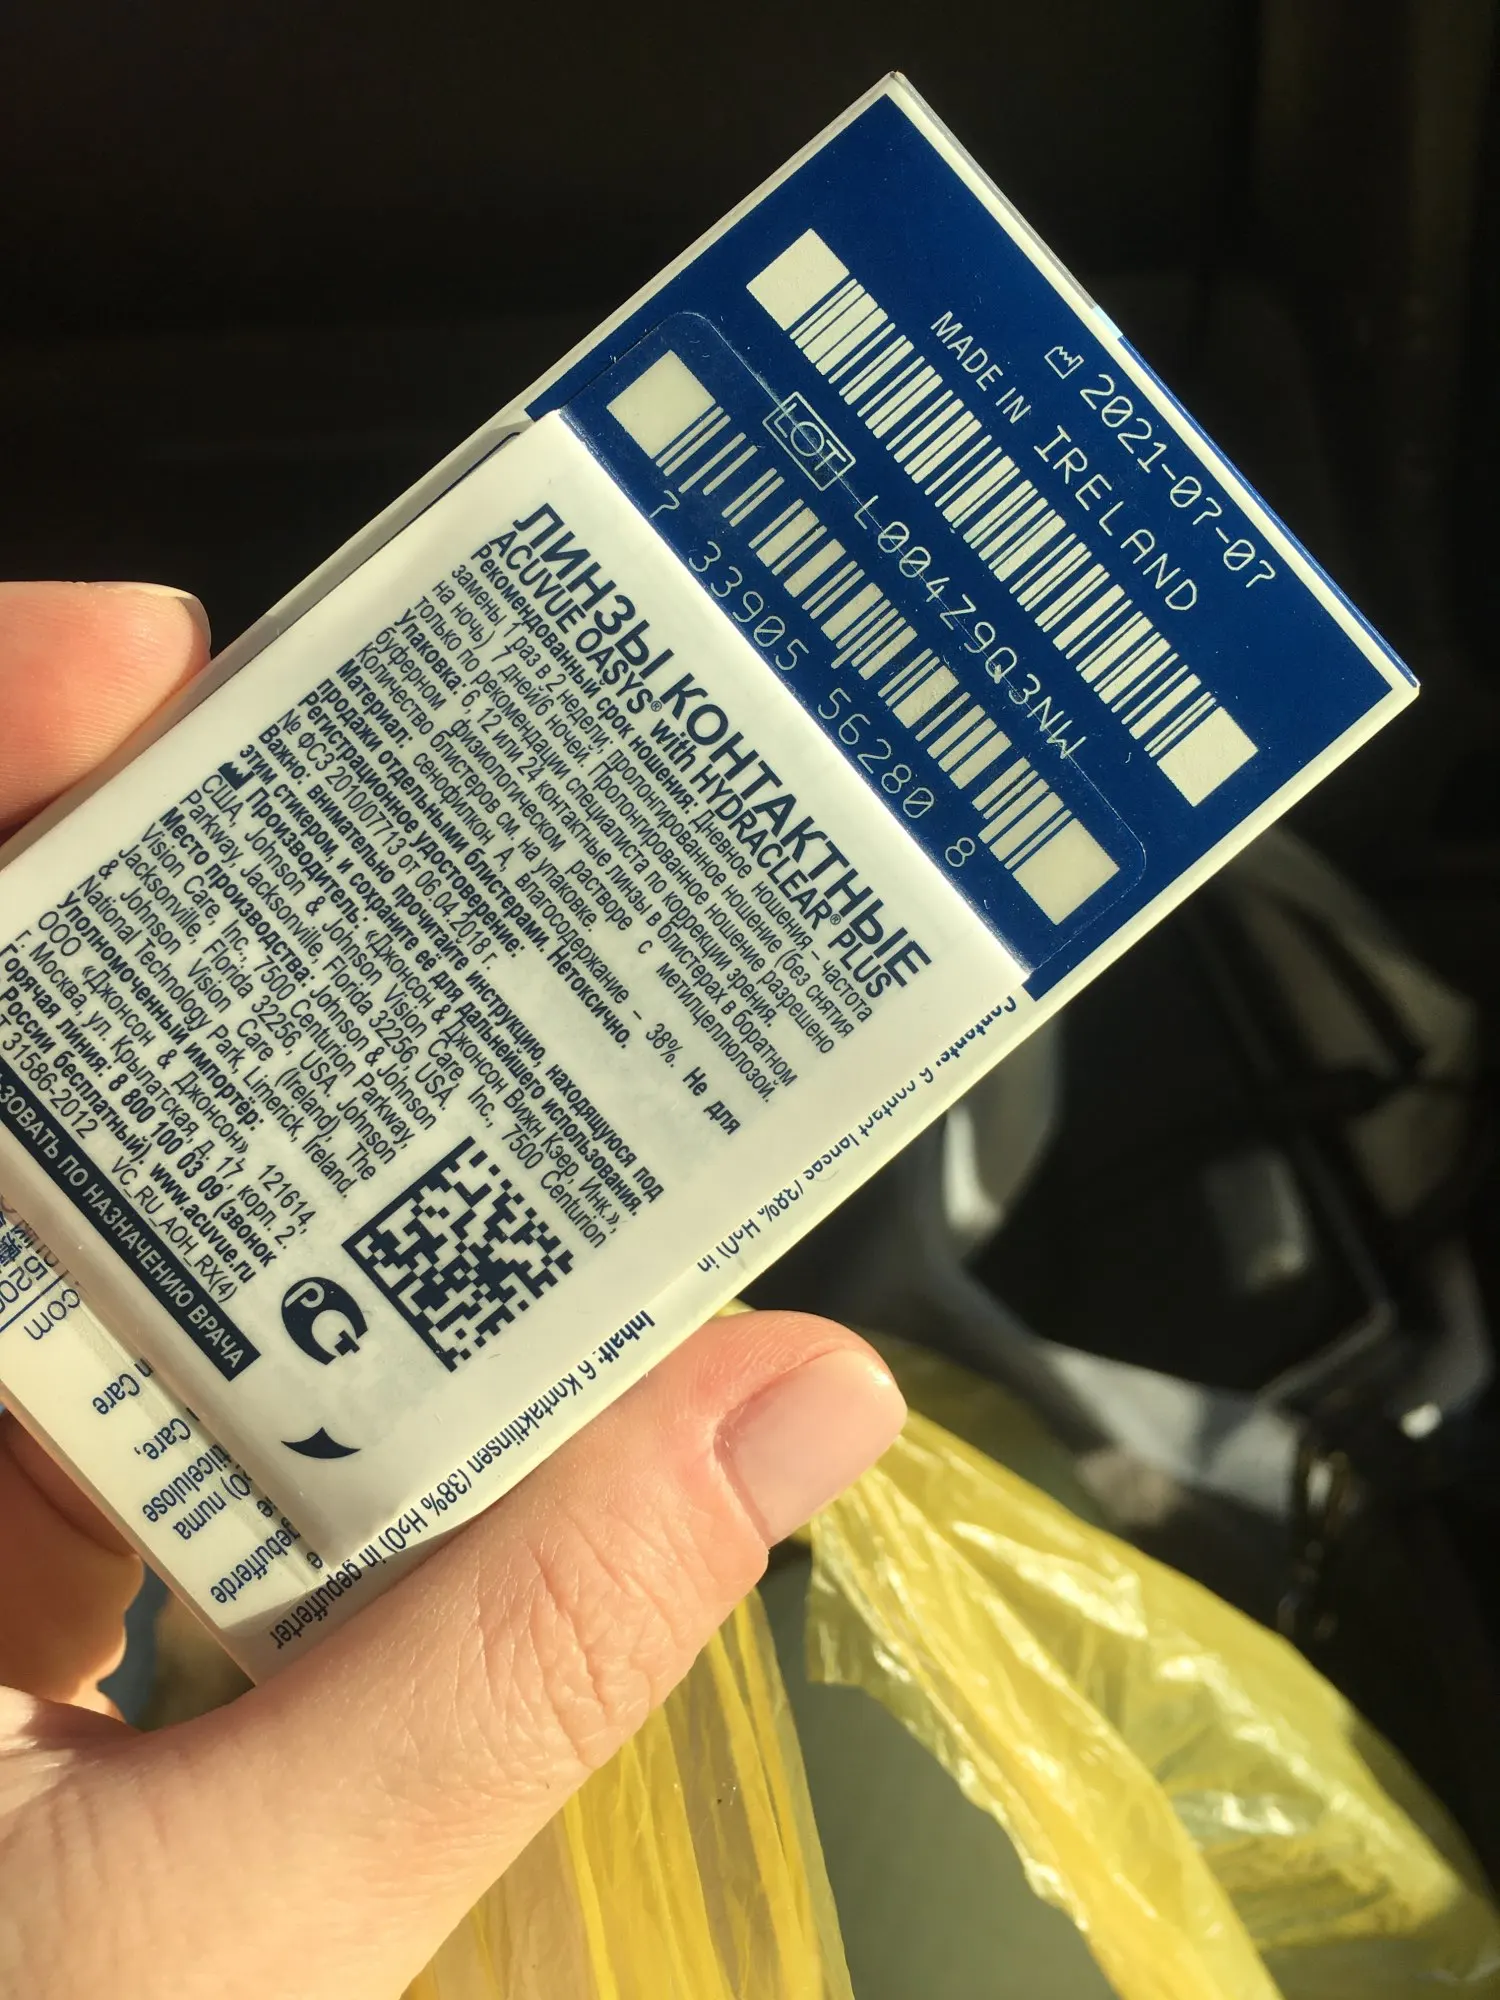 2021-07-07
MADE IN IRELAND
LOT L004Z9Q3NW
7 33905 56280 8
ЛИНЗЫ КОНТАКТНЫЕ
ACUVUE OASYS® with HYDRACLEAR® PLUS
Рекомендованный срок ношения: дневное ношения – частота
замены 1 раз в 2 недели; пролонгированное ношение (без снятия
на ночь) 7 дней/6 ночей. Пролонгированное ношение разрешено
только по рекомендации специалиста по коррекции зрения.
Упаковка: 6, 12 или 24 контактные линзы в блистерах в боратном
буферном физиологическом растворе с метилцеллюлозой.
Количество блистеров см. на упаковке.
Материал: сенофилкон А, влагосодержание – 38%. Не для
продажи отдельными блистерами. Нетоксично.
Регистрационное удостоверение:
№ ФСЗ 2010/07713 от 06.04.2018 г.
Важно: внимательно прочитайте инструкцию, находящуюся под
этим стикером, и сохраните ее для дальнейшего использования.
Производитель: «Джонсон & Джонсон Вижн Кэер, Инк.»,
США, Johnson & Johnson Vision Care, Inc., 7500 Centurion
Parkway, Jacksonville, Florida 32256, USA.
Место производства: Johnson & Johnson
Vision Care, Inc., 7500 Centurion Parkway,
Jacksonville, Florida 32256, USA. Johnson
& Johnson Vision Care (Ireland), The
National Technology Park, Limerick, Ireland.
Уполномоченный импортёр:
ООО «Джонсон & Джонсон», 121614,
г. Москва, ул. Крылатская, д. 17, корп. 2.
Горячая линия: 8 800 100 03 09 (звонок
России бесплатный). www.acuvue.ru
31586-2012 VC_RU_AOH_RX(4)
ПО НАЗНАЧЕНИЮ ВРАЧА
РСТ
6 contact lenses (38% H₂O) in
Inhalt: 6 Kontaktlinsen (38% H₂O) in gepufferter
com
Care
Care,
numa